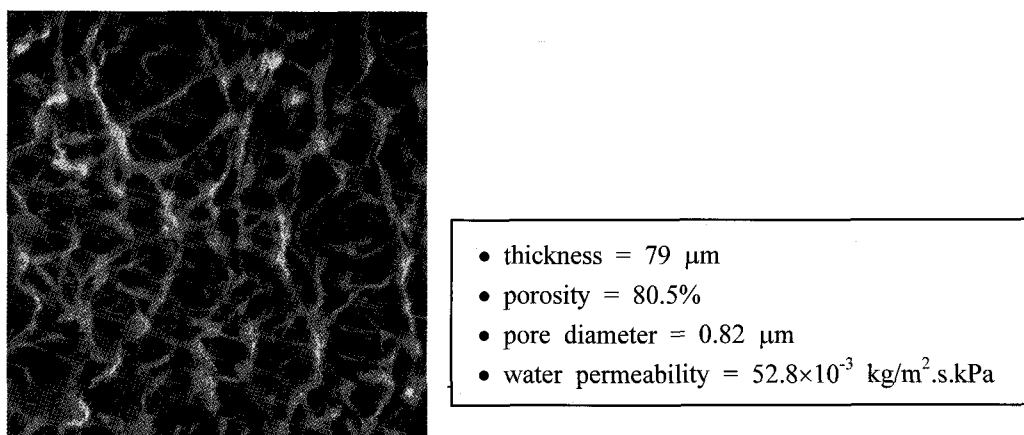 • thickness = 79 μm
• porosity = 80.5%
• pore diameter = 0.82 μm
• water permeability = 52.8×10⁻³ kg/m².s.kPa